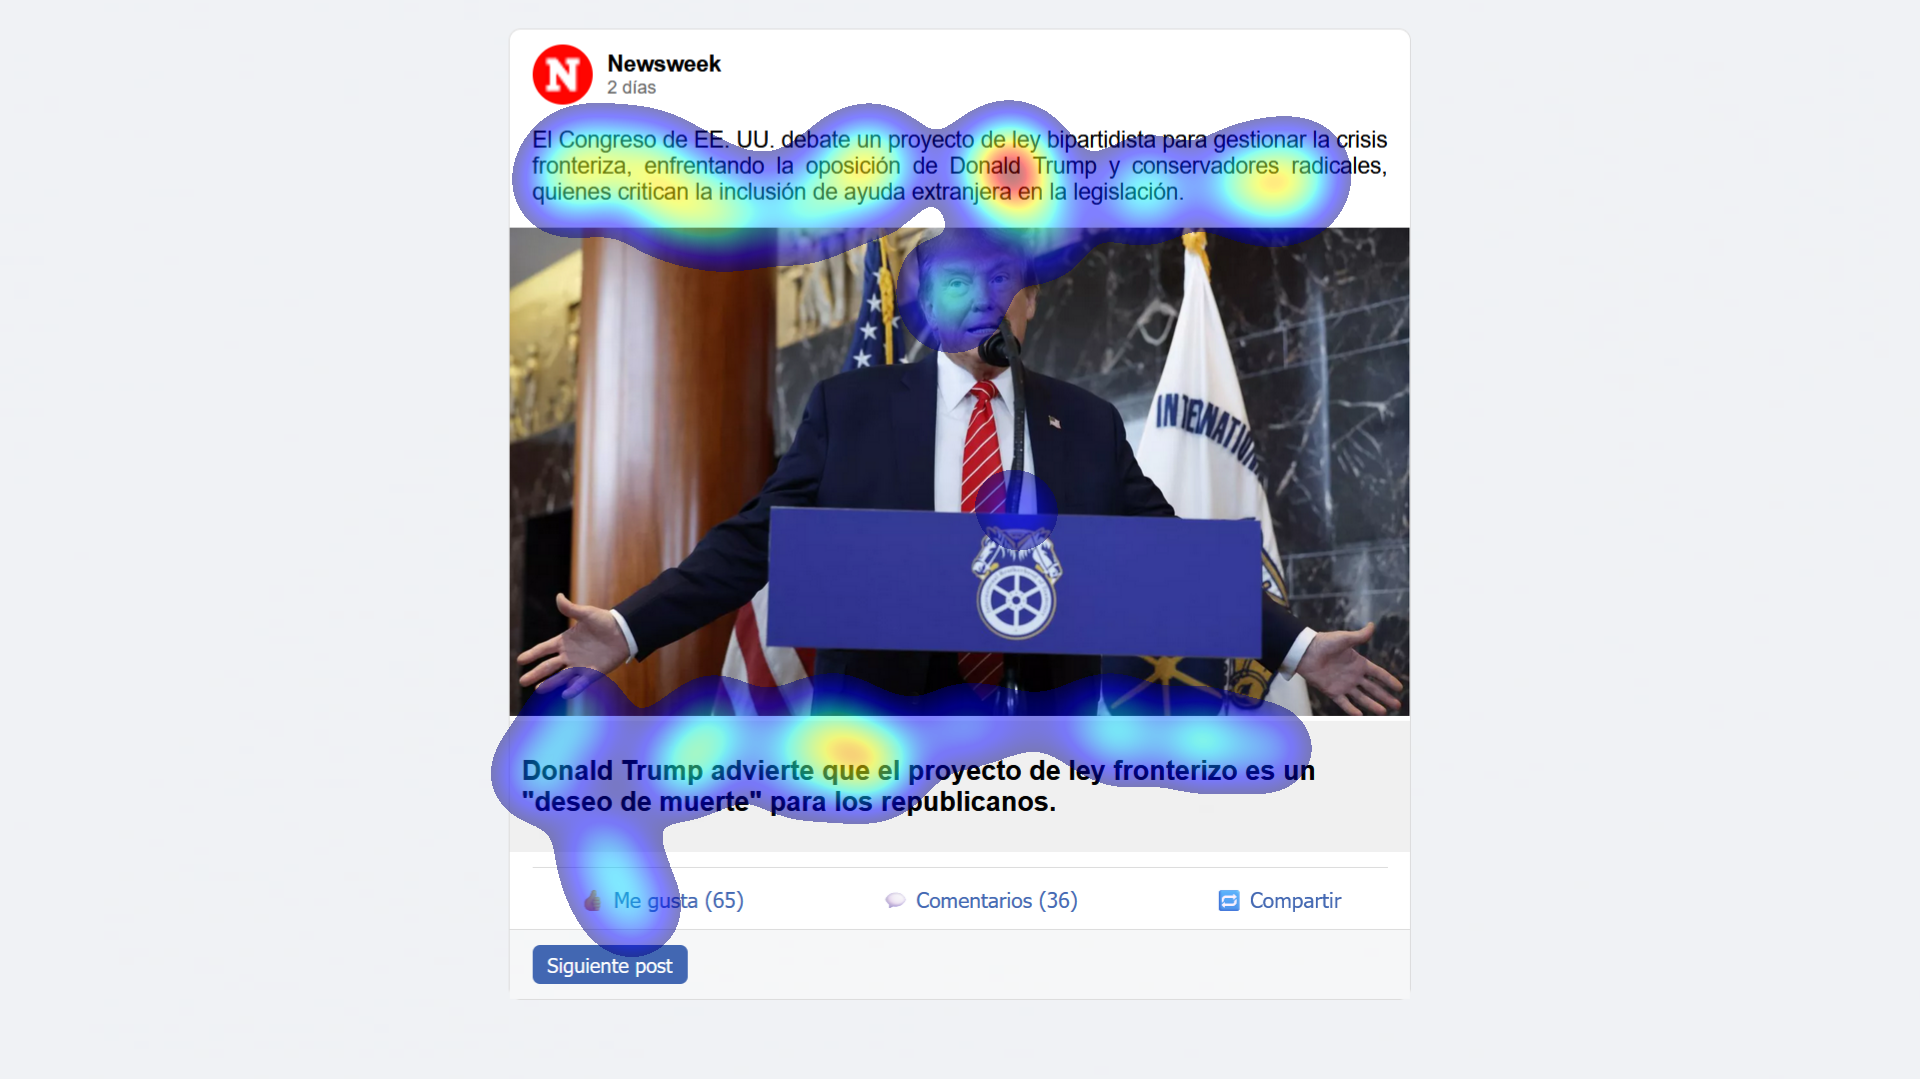 N
Newsweek
2 días
El Congreso de EE. UU. debate un proyecto de ley bipartidista para gestionar la crisis
fronteriza, enfrentando la oposición de Donald Trump y conservadores radicales,
quienes critican la inclusión de ayuda extranjera en la legislación.
Donald Trump advierte que el proyecto de ley fronterizo es un
"deseo de muerte" para los republicanos.
Me gusta (65)
Comentarios (36)
Compartir
Siguiente post